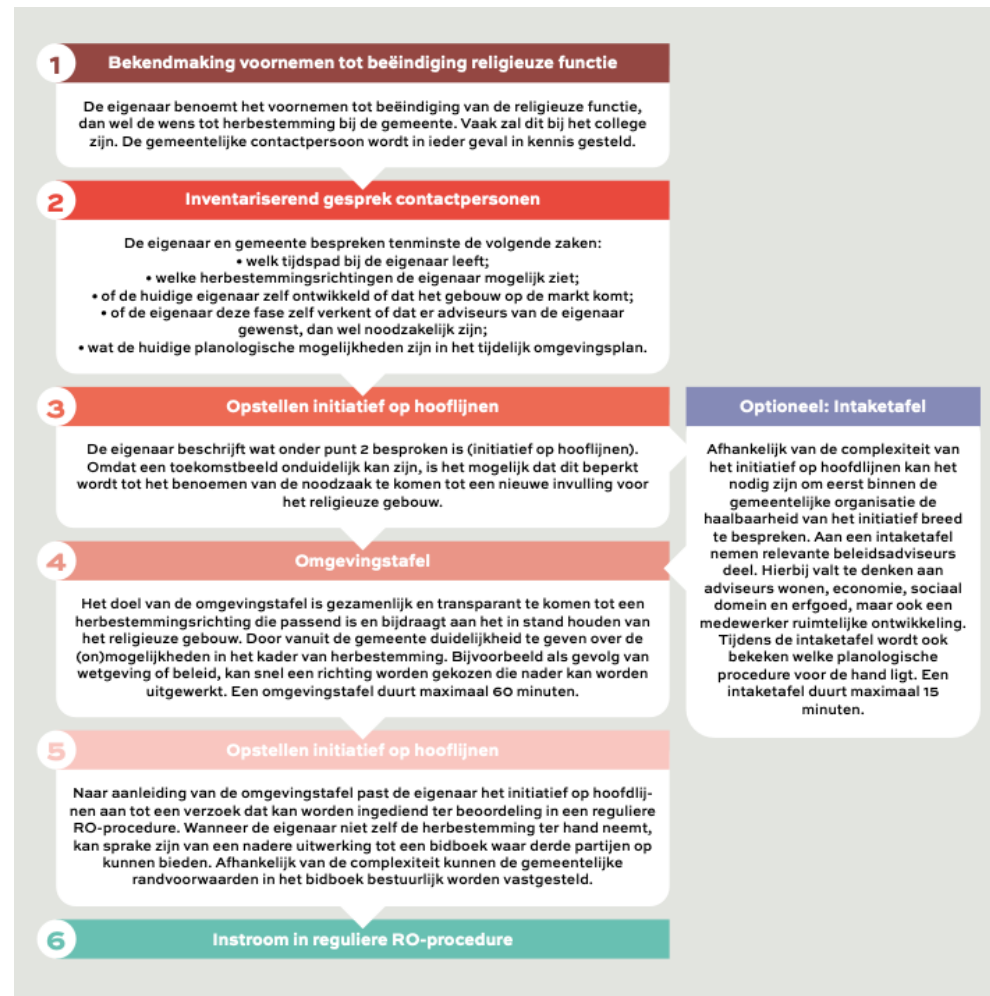 1
Bekendmaking voornemen tot beëindiging religieuze functie
De eigenaar benoemt het voornemen tot beëindiging van de religieuze functie,
dan wel de wens tot herbestemming bij de gemeente. Vaak zal dit bij het college
zijn. De gemeentelijke contactpersoon wordt in ieder geval in kennis gesteld.
2
Inventariserend gesprek contactpersonen
De eigenaar en gemeente bespreken tenminste de volgende zaken:
• welk tijdspad bij de eigenaar leeft;
• welke herbestemmingsrichtingen de eigenaar mogelijk ziet;
• of de huidige eigenaar zelf ontwikkeld of dat het gebouw op de markt komt;
• of de eigenaar deze fase zelf verkent of dat er adviseurs van de eigenaar
gewenst, dan wel noodzakelijk zijn;
• wat de huidige planologische mogelijkheden zijn in het tijdelijk omgevingsplan.
3
Opstellen initiatief op hooflijnen
De eigenaar beschrijft wat onder punt 2 besproken is (initiatief op hooflijnen).
Omdat een toekomstbeeld onduidelijk kan zijn, is het mogelijk dat dit beperkt
wordt tot het benoemen van de noodzaak te komen tot een nieuwe invulling voor
het religieuze gebouw.
Optioneel: Intaketafel
Afhankelijk van de complexiteit van
het initiatief op hoofdlijnen kan het
nodig zijn om eerst binnen de
gemeentelijke organisatie de
haalbaarheid van het initiatief breed
te bespreken. Aan een intaketafel
nemen relevante beleidsadviseurs
deel. Hierbij valt te denken aan
adviseurs wonen, economie, sociaal
domein en erfgoed, maar ook een
medewerker ruimtelijke ontwikkeling.
Tijdens de intaketafel wordt ook
bekeken welke planologische
procedure voor de hand ligt. Een
intaketafel duurt maximaal 15
minuten.
4
Omgevingstafel
Het doel van de omgevingstafel is gezamenlijk en transparant te komen tot een
herbestemmingsrichting die passend is en bijdraagt aan het in stand houden van
het religieuze gebouw. Door vanuit de gemeente duidelijkheid te geven over de
(on)mogelijkheden in het kader van herbestemming. Bijvoorbeeld als gevolg van
wetgeving of beleid, kan snel een richting worden gekozen die nader kan worden
uitgewerkt. Een omgevingstafel duurt maximaal 60 minuten.
5
Opstellen initiatief op hooflijnen
Naar aanleiding van de omgevingstafel past de eigenaar het initiatief op hoofdlij-
nen aan tot een verzoek dat kan worden ingediend ter beoordeling in een reguliere
RO-procedure. Wanneer de eigenaar niet zelf de herbestemming ter hand neemt,
kan sprake zijn van een nadere uitwerking tot een bidboek waar derde partijen op
kunnen bieden. Afhankelijk van de complexiteit kunnen de gemeentelijke
randvoorwaarden in het bidboek bestuurlijk worden vastgesteld.
6
Instroom in reguliere RO-procedure